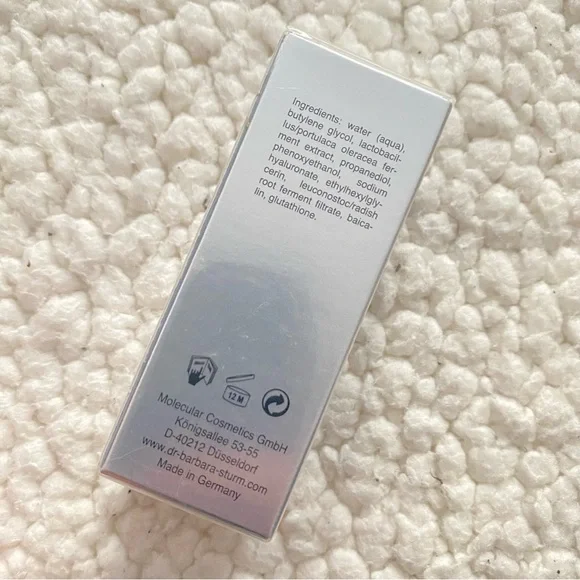 Ingredients: water (aqua),
butylene glycol, lactobacil-
lus/portulaca oleracea fer-
ment extract, propanediol,
phenoxyethanol, sodium
hyaluronate, ethylhexylgly-
cerin, leuconostoc/radish
root ferment filtrate, baica-
lin, glutathione.
12 M
Molecular Cosmetics GmbH
Königsallee 53-55
D-40212 Düsseldorf
www.dr-barbara-sturm.com
Made in Germany